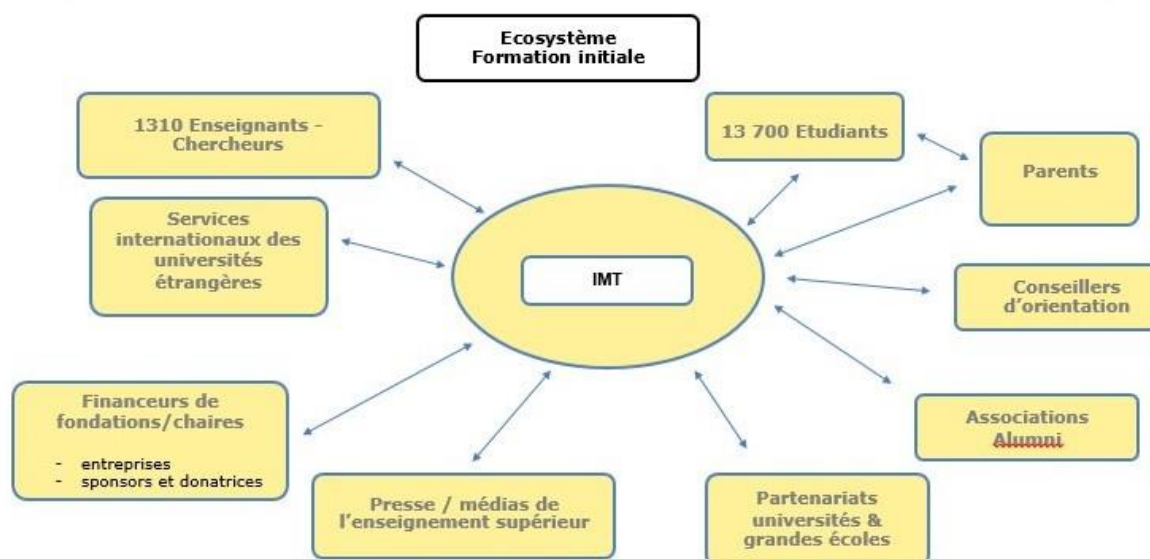 Ecosystème
Formation initiale
1310 Enseignants -
Chercheurs
13 700 Etudiants
Parents
Services
internationaux des
universités
étrangères
IMT
Conseillers
d'orientation
Financeurs de
fondations/chaires
- entreprises
- sponsors et donatrices
Associations
Alumni
Presse / médias de
l'enseignement supérieur
Partenariats
universités &
grandes écoles